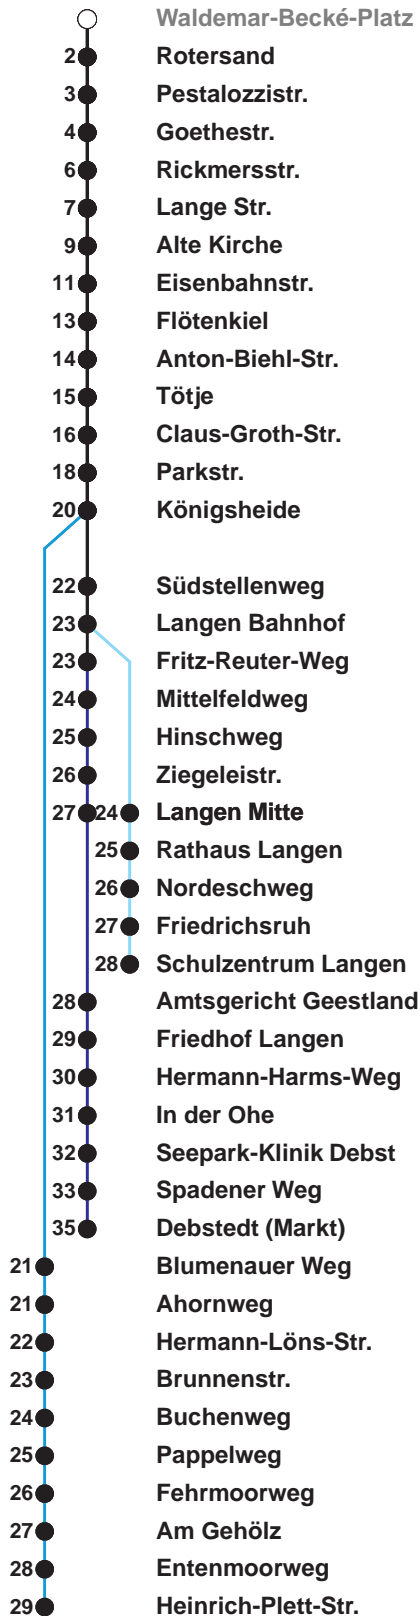 Waldemar-Becké-Platz
2 Rotersand
3 Pestalozzistr.
4 Goethestr.
6 Rickmersstr.
7 Lange Str.
9 Alte Kirche
11 Eisenbahnstr.
13 Flötenkiel
14 Anton-Biehl-Str.
15 Tötje
16 Claus-Groth-Str.
18 Parkstr.
20 Königsheide
22 Südstellenweg
23 Langen Bahnhof
23 Fritz-Reuter-Weg
24 Mittelfeldweg
25 Hinschweg
26 Ziegeleistr.
27 24 Langen Mitte
25 Rathaus Langen
26 Nordeschweg
27 Friedrichsruh
28 Schulzentrum Langen
28 Amtsgericht Geestland
29 Friedhof Langen
30 Hermann-Harms-Weg
31 In der Ohe
32 Seepark-Klinik Debst
33 Spadener Weg
35 Debstedt (Markt)
21 Blumenauer Weg
21 Ahornweg
22 Hermann-Löns-Str.
23 Brunnenstr.
24 Buchenweg
25 Pappelweg
26 Fehrmoorweg
27 Am Gehölz
28 Entenmoorweg
29 Heinrich-Plett-Str.